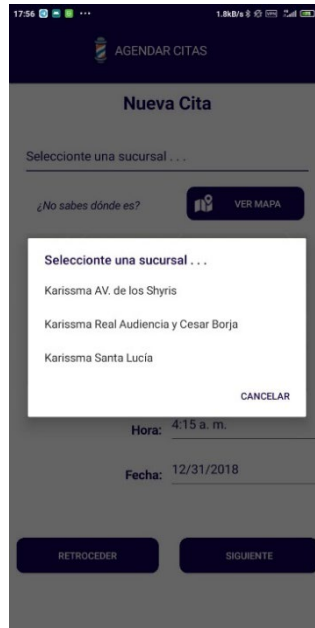 17:56 ... 1.8kB/s
AGENDAR CITAS
Nueva Cita
Seleccionte una sucursal . . .
¿No sabes dónde es?
VER MAPA
Seleccionte una sucursal . . .
Karissma AV. de los Shyris
Karissma Real Audiencia y Cesar Borja
Karissma Santa Lucía
CANCELAR
Hora: 4:15 a. m.
Fecha: 12/31/2018
RETROCEDER
SIGUIENTE